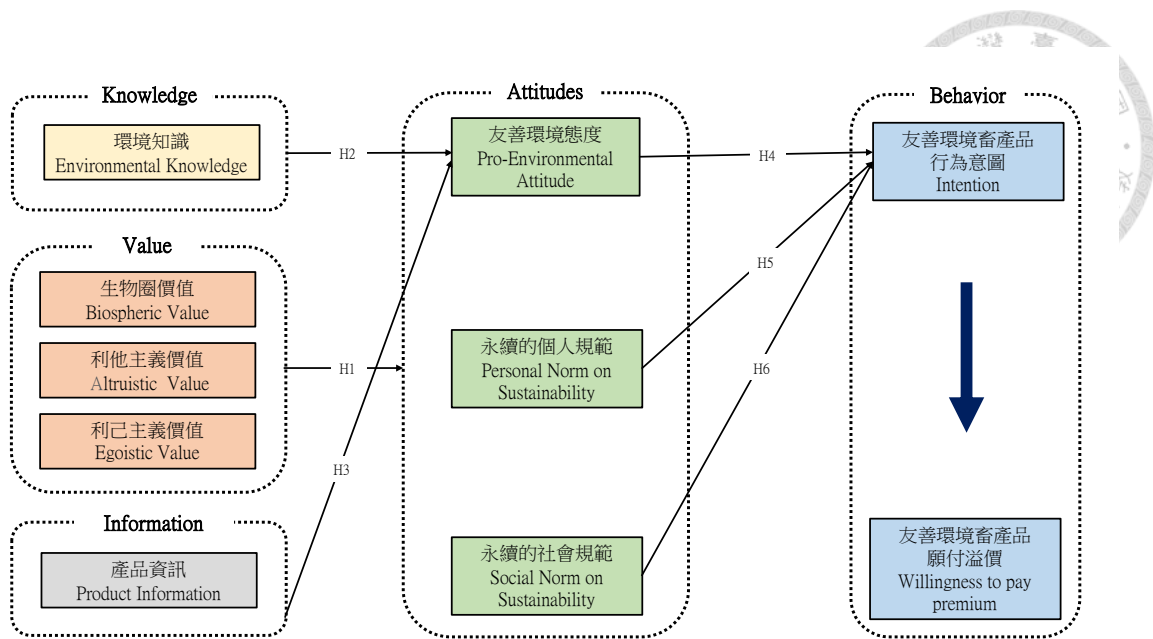 Knowledge
環境知識
Environmental Knowledge
Value
生物圈價值
Biospheric Value
利他主義價值
Altruistic Value
利己主義價值
Egoistic Value
Information
產品資訊
Product Information
H2
H1
H3
Attitudes
友善環境態度
Pro-Environmental
Attitude
永續的個人規範
Personal Norm on
Sustainability
永續的社會規範
Social Norm on
Sustainability
H4
H5
H6
Behavior
友善環境畜產品
行為意圖
Intention
友善環境畜產品
願付溢價
Willingness to pay
premium